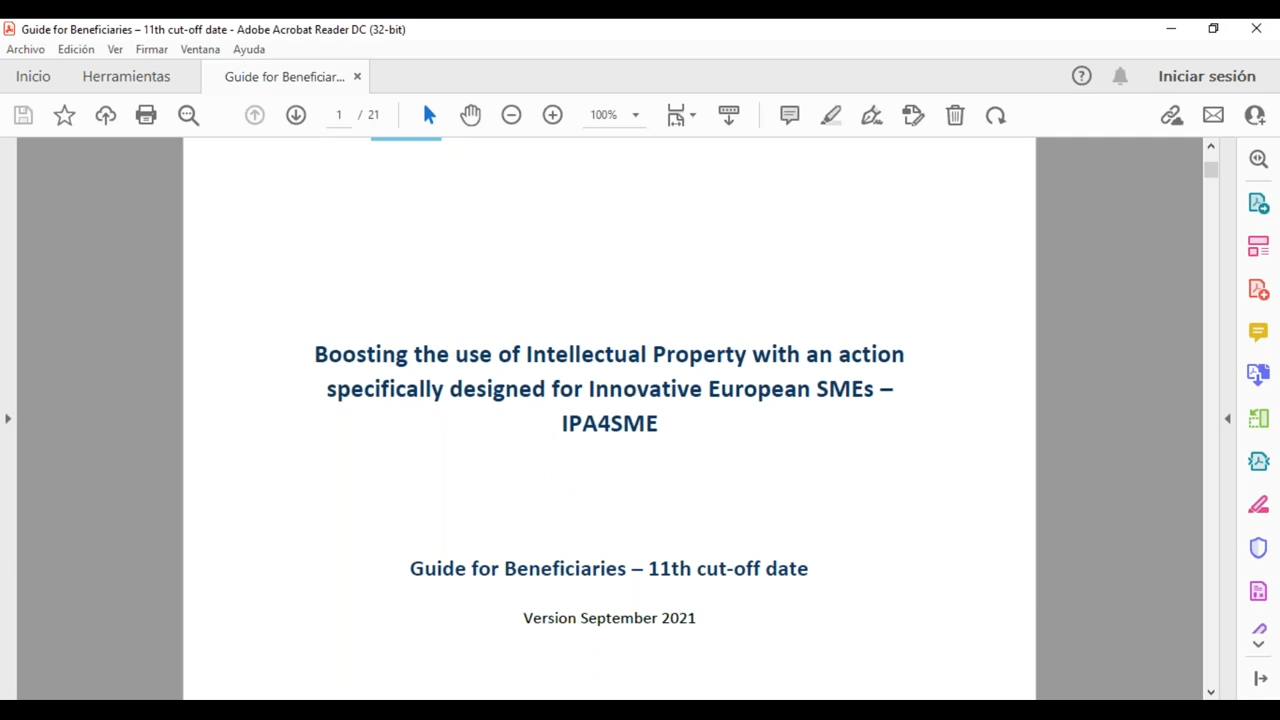 Guide for Beneficiaries – 11th cut-off date - Adobe Acrobat Reader DC (32-bit)
Archivo Edición Ver Firmar Ventana Ayuda
Inicio Herramientas Guide for Beneficiar... × Iniciar sesión
1 / 21 100%
Boosting the use of Intellectual Property with an action
specifically designed for Innovative European SMEs –
IPA4SME
Guide for Beneficiaries – 11th cut-off date
Version September 2021